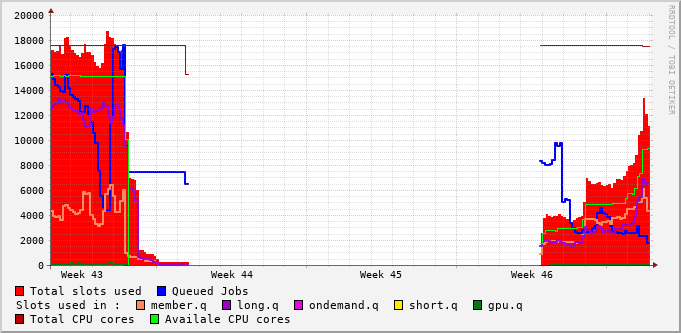 20000
18000
16000
14000
12000
10000
8000
6000
4000
2000
0
Week 43 Week 44 Week 45 Week 46
RRDTOOL / TOBI OETIKER
Total slots used Queued Jobs
Slots used in : member.q long.q ondemand.q short.q gpu.q
Total CPU cores Availale CPU cores